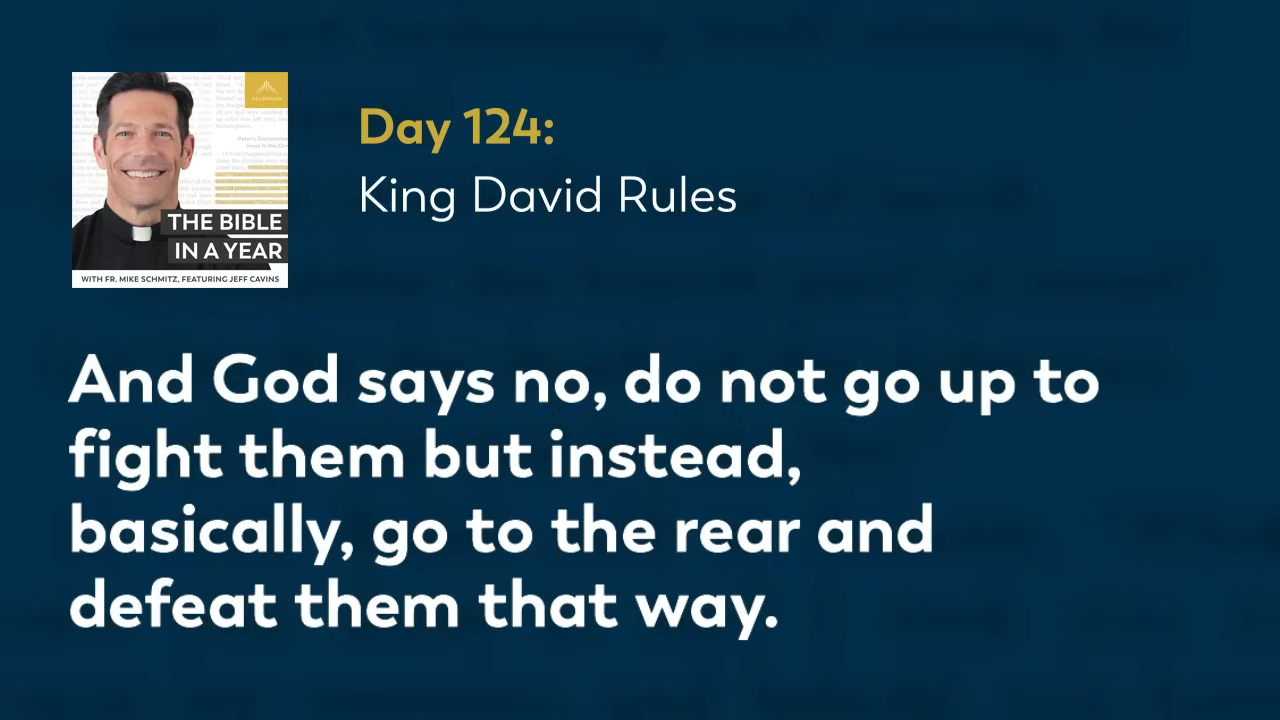 Day 124:
King David Rules
THE BIBLE
IN A YEAR
WITH FR. MIKE SCHMITZ, FEATURING JEFF CAVINS
And God says no, do not go up to
fight them but instead,
basically, go to the rear and
defeat them that way.